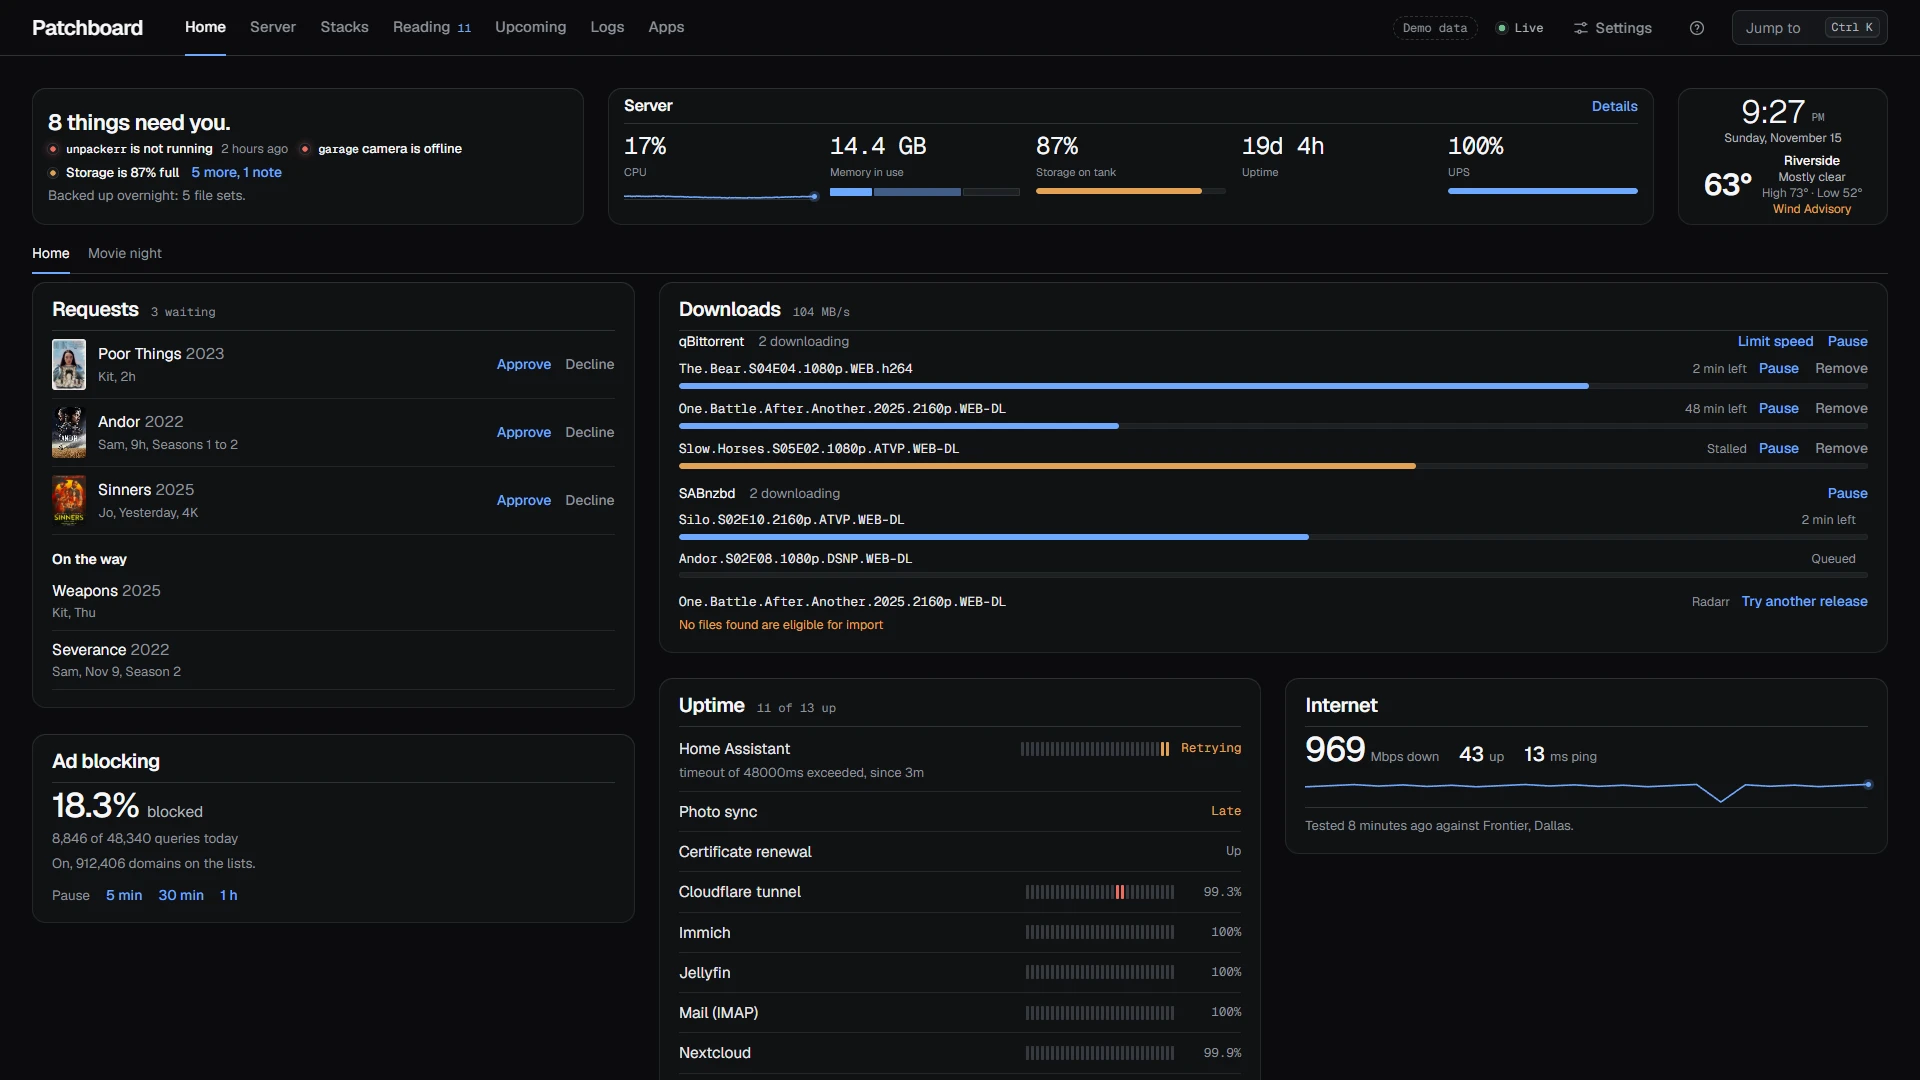 Patchboard
Home Server Stacks Reading 11 Upcoming Logs Apps
Demo data Live Settings Jump to Ctrl K
8 things need you.
unpackerr is not running 2 hours ago garage camera is offline
Storage is 87% full 5 more, 1 note
Backed up overnight: 5 file sets.
Server Details
17% 14.4 GB 87% 19d 4h 100%
CPU Memory in use Storage on tank Uptime UPS
9:27 PM
Sunday, November 15
63°
Riverside
Mostly clear
High 73° · Low 52°
Wind Advisory
Home Movie night
Requests 3 waiting
Poor Things 2023
Kit, 2h
Approve Decline
Andor 2022
Sam, 9h, Seasons 1 to 2
Approve Decline
Sinners 2025
Jo, Yesterday, 4K
Approve Decline
SINNERS
On the way
Weapons 2025
Kit, Thu
Severance 2022
Sam, Nov 9, Season 2
Ad blocking
18.3% blocked
8,846 of 48,340 queries today
On, 912,406 domains on the lists.
Pause 5 min 30 min 1 h
Downloads 104 MB/s
qBittorrent 2 downloading Limit speed Pause
The.Bear.S04E04.1080p.WEB.h264 2 min left Pause Remove
One.Battle.After.Another.2025.2160p.WEB-DL 48 min left Pause Remove
Slow.Horses.S05E02.1080p.ATVP.WEB-DL Stalled Pause Remove
SABnzbd 2 downloading Pause
Silo.S02E10.2160p.ATVP.WEB-DL 2 min left
Andor.S02E08.1080p.DSNP.WEB-DL Queued
One.Battle.After.Another.2025.2160p.WEB-DL Radarr Try another release
No files found are eligible for import
Uptime 11 of 13 up
Home Assistant Retrying
timeout of 48000ms exceeded, since 3m
Photo sync Late
Certificate renewal Up
Cloudflare tunnel 99.3%
Immich 100%
Jellyfin 100%
Mail (IMAP) 100%
Nextcloud 99.9%
Internet
969 Mbps down 43 up 13 ms ping
Tested 8 minutes ago against Frontier, Dallas.